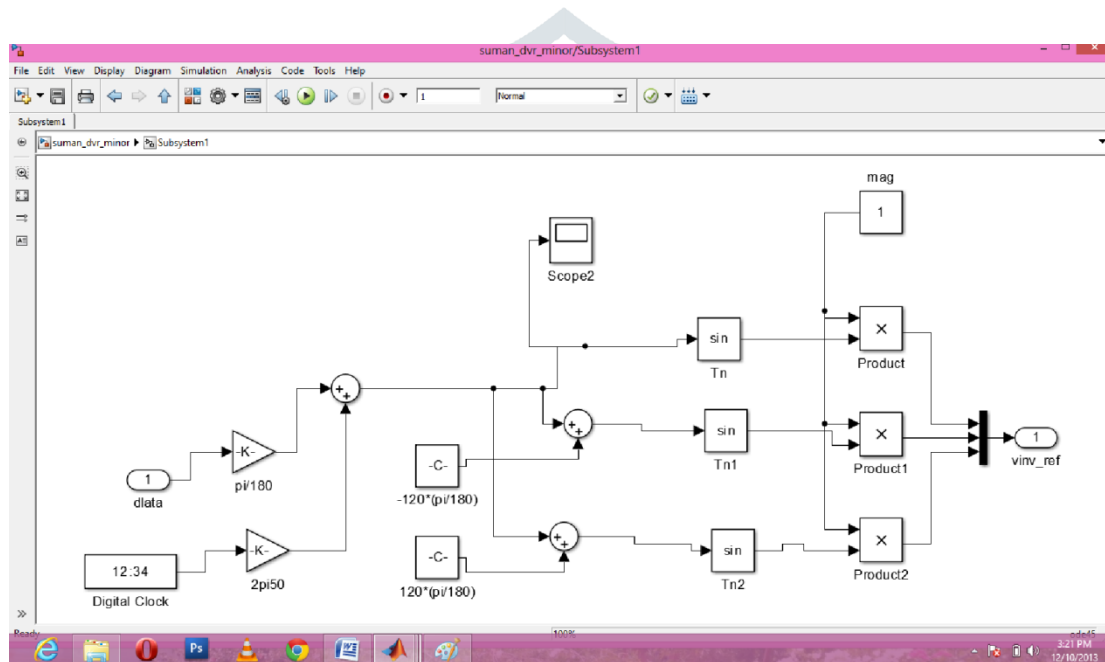 suman_dvr_minor/Subsystem1
File Edit View Display Diagram Simulation Analysis Code Tools Help
1 Normal
Subsystem1
suman_dvr_minor Subsystem1
mag
1
Scope2
sin
Tn
×
Product
1
dlata
-K-
pi/180
-C-
-120*(pi/180)
sin
Tn1
×
Product1
1
vinv_ref
12:34
Digital Clock
-K-
2pi50
-C-
120*(pi/180)
sin
Tn2
×
Product2
Ready 100% ode45
3:21 PM
12/10/2013